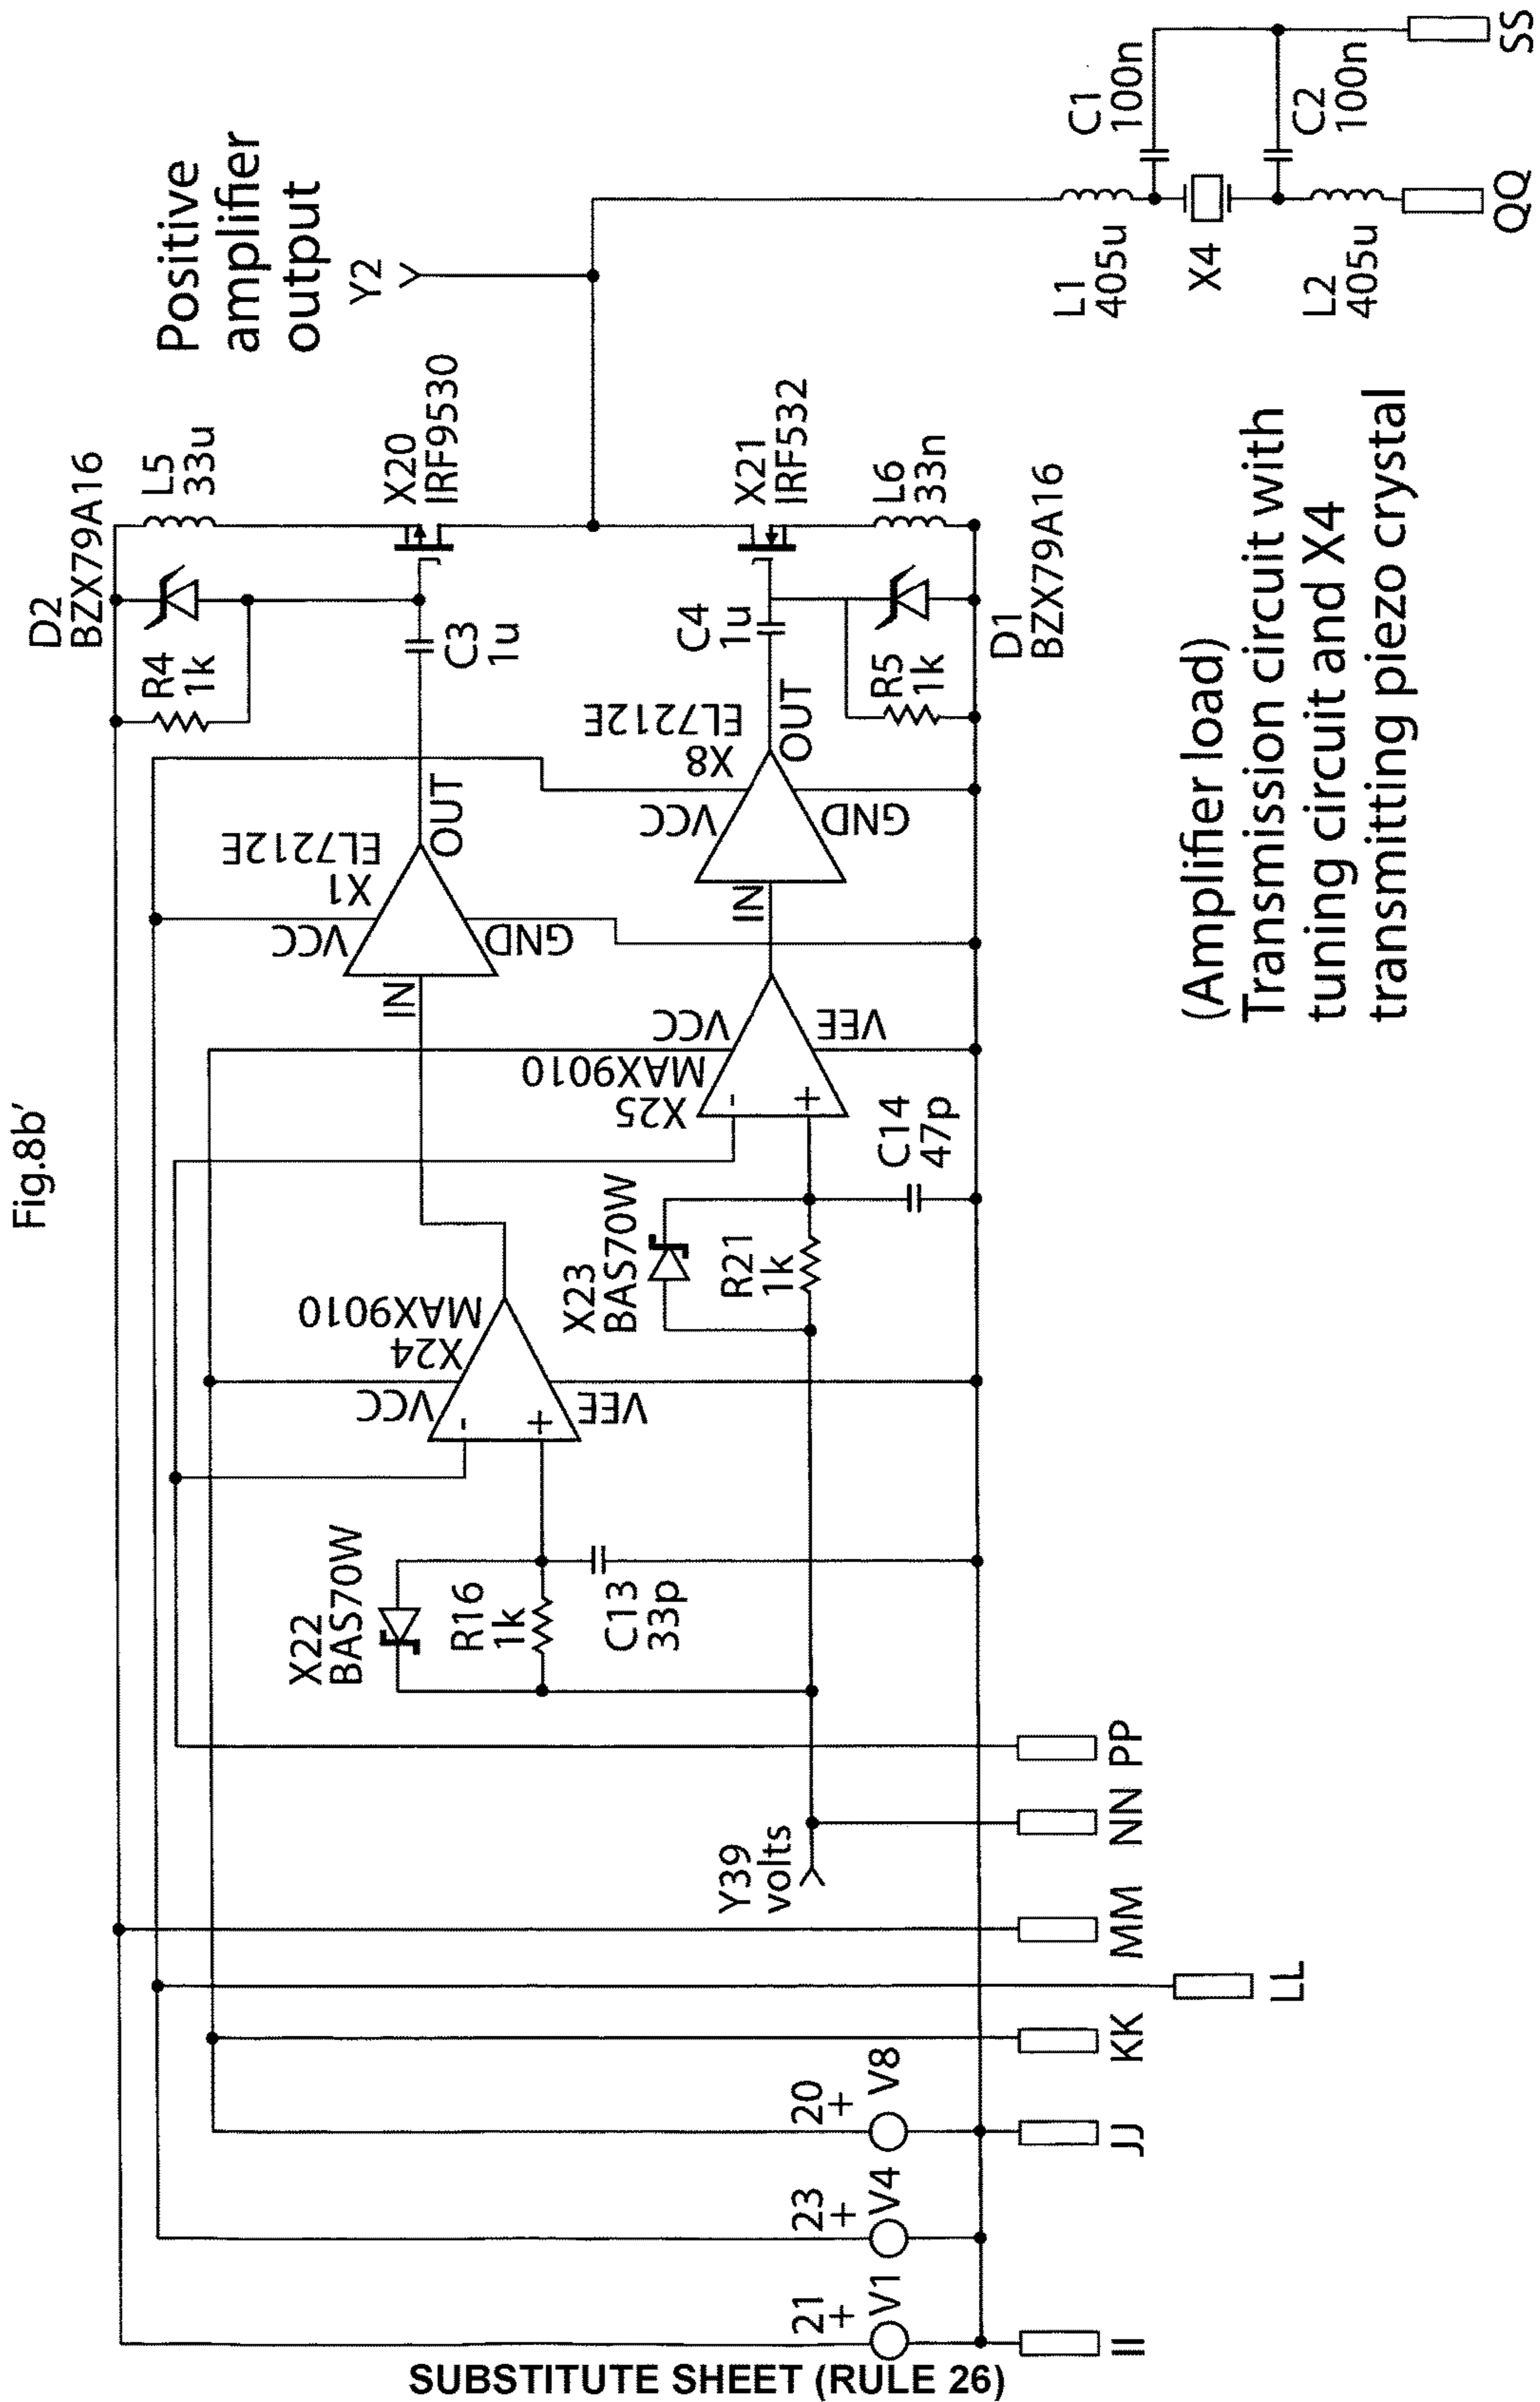 Fig.8b'
D2
BZX79A16
L5
33u
R4
1k
C3
1u
X20
IRF9530
Positive
amplifier
output
Y2
X1
EL7212E
VCC
GND
IN
OUT
X8
EL7212E
VCC
GND
IN
OUT
C4
1u
X21
IRF532
R5
1k
L6
33n
D1
BZX79A16
X22
BAS70W
R16
1k
C13
33p
X24
MAX9010
VCC
VEE
-
+
X23
BAS70W
R21
1k
C14
47p
X25
MAX9010
VCC
VEE
-
+
L1
405u
C1
100n
X4
C2
100n
L2
405u
QQ
SS
(Amplifier load)
Transmission circuit with
tuning circuit and X4
transmitting piezo crystal
Y39
volts
21
+
V1
23
+
V4
20
+
V8
II
JJ
KK
LL
MM
NN
PP
SUBSTITUTE SHEET (RULE 26)